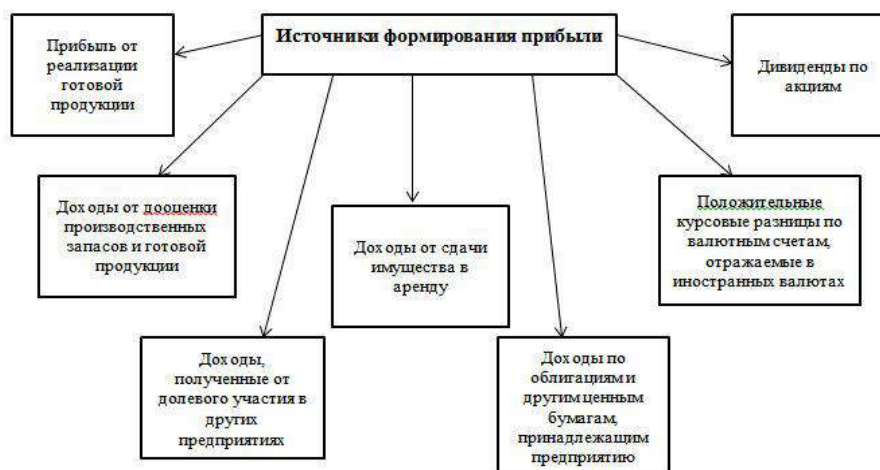 Источники формирования прибыли
Прибыль от
реализации
готовой
продукции
Дивиденды по
акциям
Доходы от дооценки
производственных
запасов и готовой
продукции
Доходы от сдачи
имущества в
аренду
Положительные
курсовые разницы по
валютным счетам,
отражаемые в
иностранных валютах
Доходы,
полученные от
долевого участия в
других
предприятиях
Доходы по
облигациям и
другим ценным
бумагам,
принадлежащим
предприятию